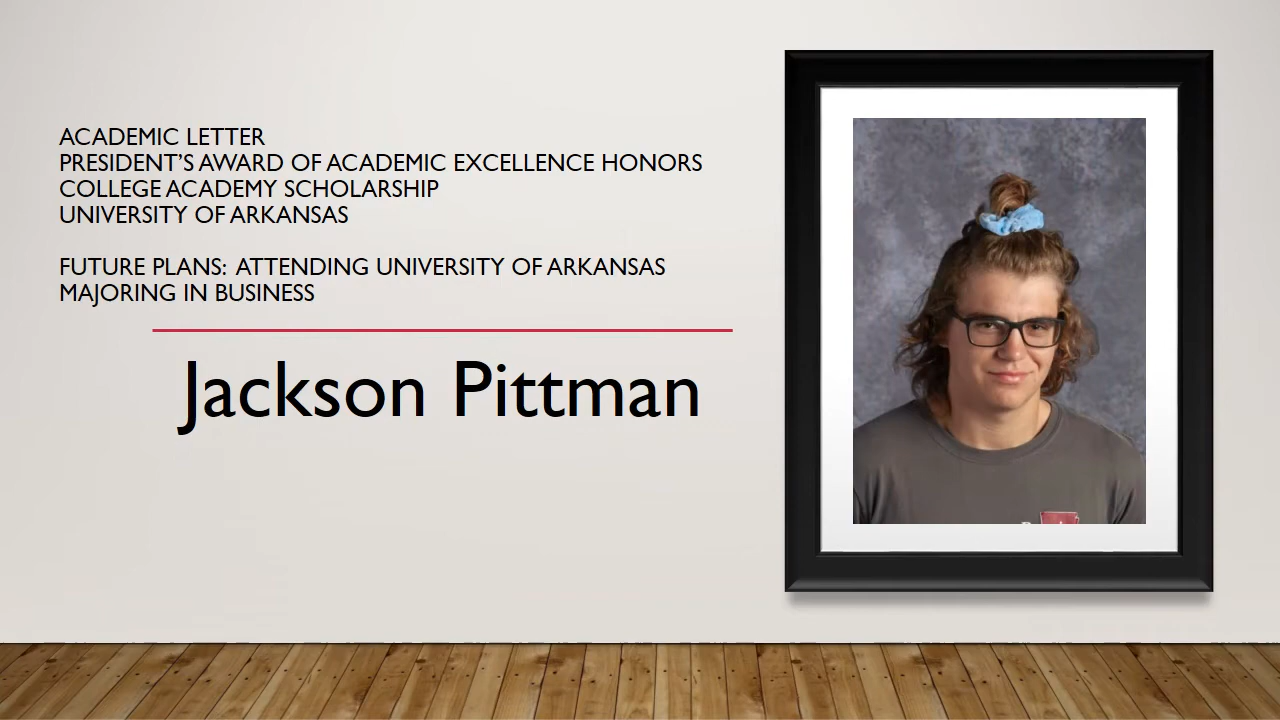 ACADEMIC LETTER
PRESIDENT'S AWARD OF ACADEMIC EXCELLENCE HONORS
COLLEGE ACADEMY SCHOLARSHIP
UNIVERSITY OF ARKANSAS
FUTURE PLANS: ATTENDING UNIVERSITY OF ARKANSAS
MAJORING IN BUSINESS
Jackson Pittman